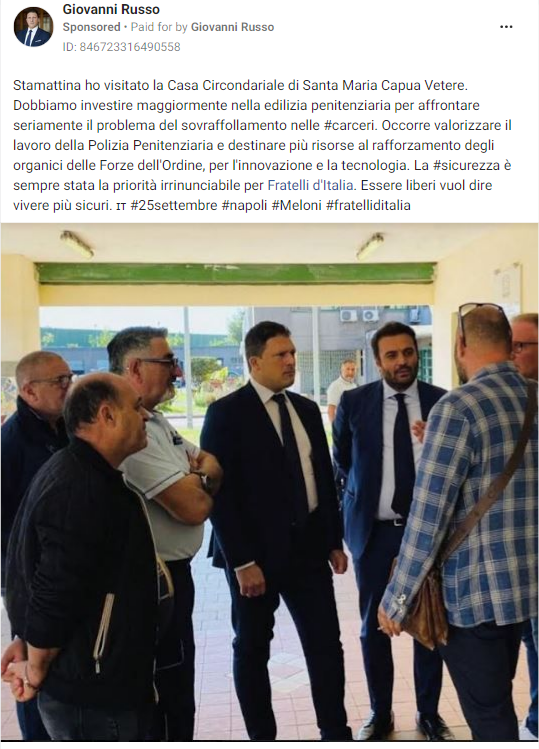 Giovanni Russo
Sponsored • Paid for by Giovanni Russo
ID: 846723316490558
Stamattina ho visitato la Casa Circondariale di Santa Maria Capua Vetere.
Dobbiamo investire maggiormente nella edilizia penitenziaria per affrontare
seriamente il problema del sovraffollamento nelle #carceri. Occorre valorizzare il
lavoro della Polizia Penitenziaria e destinare più risorse al rafforzamento degli
organici delle Forze dell'Ordine, per l'innovazione e la tecnologia. La #sicurezza è
sempre stata la priorità irrinunciabile per Fratelli d'Italia. Essere liberi vuol dire
vivere più sicuri. IT #25settembre #napoli #Meloni #fratelliditalia